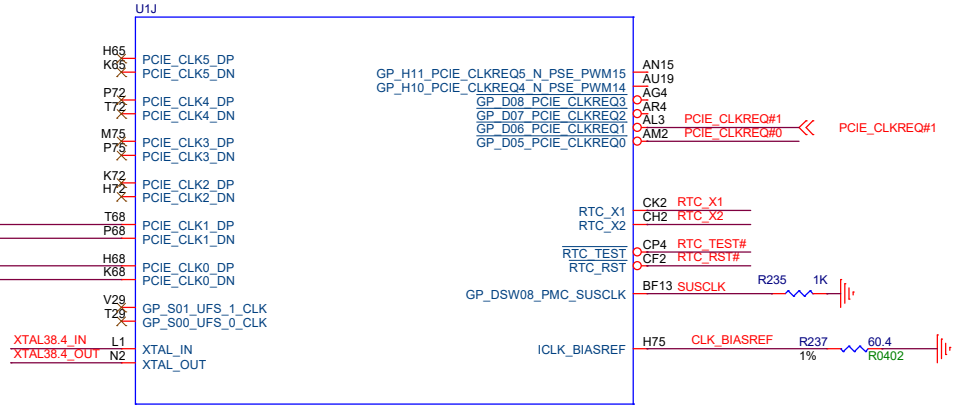 U1J
H65 PCIE_CLK5_DP
K65 PCIE_CLK5_DN
P72 PCIE_CLK4_DP
T72 PCIE_CLK4_DN
M75 PCIE_CLK3_DP
P75 PCIE_CLK3_DN
K72 PCIE_CLK2_DP
H72 PCIE_CLK2_DN
T68 PCIE_CLK1_DP
P68 PCIE_CLK1_DN
H68 PCIE_CLK0_DP
K68 PCIE_CLK0_DN
V29 GP_S01_UFS_1_CLK
T29 GP_S00_UFS_0_CLK
XTAL38.4_IN L1 XTAL_IN
XTAL38.4_OUT N2 XTAL_OUT
GP_H11_PCIE_CLKREQ5_N_PSE_PWM15 AN15
GP_H10_PCIE_CLKREQ4_N_PSE_PWM14 AU19
GP_D08_PCIE_CLKREQ3 AG4
GP_D07_PCIE_CLKREQ2 AR4
GP_D06_PCIE_CLKREQ1 AL3 PCIE_CLKREQ#1 PCIE_CLKREQ#1
GP_D05_PCIE_CLKREQ0 AM2 PCIE_CLKREQ#0
RTC_X1 CK2 RTC_X1
RTC_X2 CH2 RTC_X2
RTC_TEST CP4 RTC_TEST#
RTC_RST CF2 RTC_RST#
GP_DSW08_PMC_SUSCLK BF13 SUSCLK R235 1K
ICLK_BIASREF H75 CLK_BIASREF R237 60.4
1% R0402